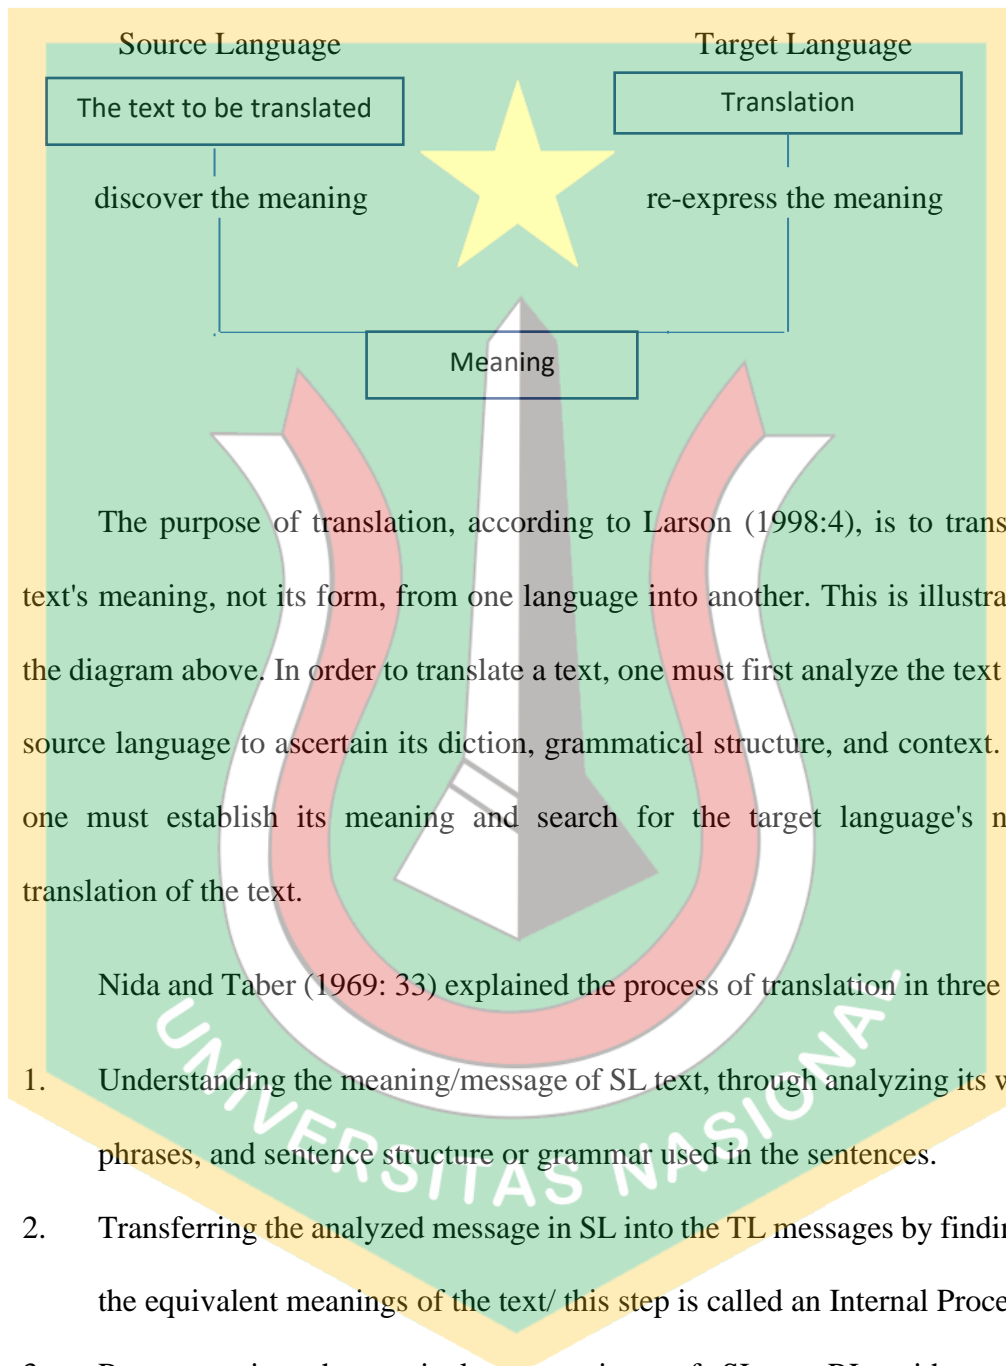 Source Language Target Language
The text to be translated Translation
discover the meaning re-express the meaning
Meaning
The purpose of translation, according to Larson (1998:4), is to trans
text's meaning, not its form, from one language into another. This is illustra
the diagram above. In order to translate a text, one must first analyze the text
source language to ascertain its diction, grammatical structure, and context.
one must establish its meaning and search for the target language's n
translation of the text.
Nida and Taber (1969: 33) explained the process of translation in three
1. Understanding the meaning/message of SL text, through analyzing its w
phrases, and sentence structure or grammar used in the sentences.
2. Transferring the analyzed message in SL into the TL messages by findin
the equivalent meanings of the text/ this step is called an Internal Proce
UNIVERSITAS NASIONAL